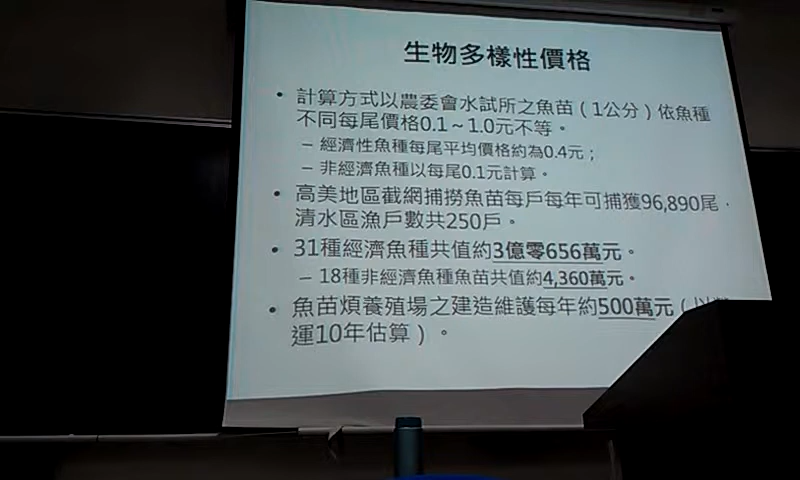 生物多樣性價格
• 計算方式以農委會水試所之魚苗（1公分）依魚種
不同每尾價格0.1～1.0元不等。
– 經濟性魚種每尾平均價格約為0.4元；
– 非經濟魚種以每尾0.1元計算。
• 高美地區截網捕撈魚苗每戶每年可捕獲96,890尾，
清水區漁戶數共250戶。
• 31種經濟魚種共值約3億零656萬元。
– 18種非經濟魚種魚苗共值約4,360萬元。
• 魚苗煩養殖場之建造維護每年約500萬元（以
運10年估算）。